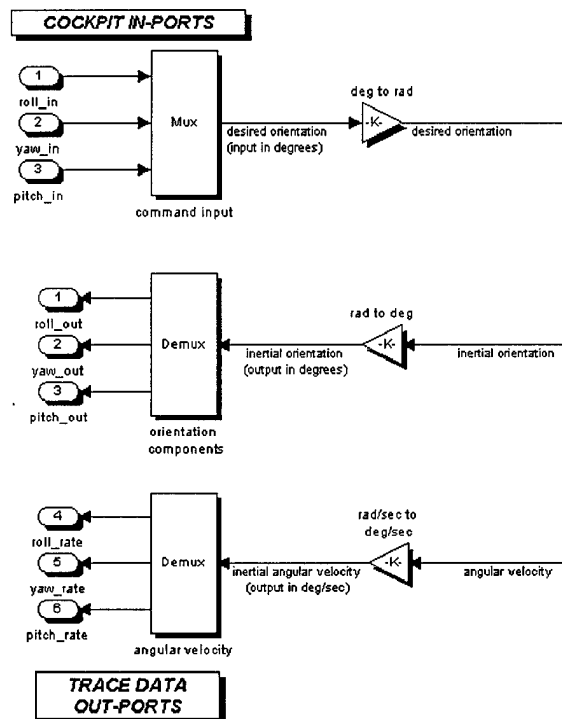 COCKPIT IN-PORTS
1
roll_in
2
yaw_in
3
pitch_in
Mux
command input
desired orientation
(input in degrees)
deg to rad
-K-
desired orientation
1
roll_out
2
yaw_out
3
pitch_out
Demux
orientation
components
inertial orientation
(output in degrees)
rad to deg
-K-
inertial orientation
4
roll_rate
5
yaw_rate
6
pitch_rate
Demux
angular velocity
inertial angular velocity
(output in deg/sec)
rad/sec to
deg/sec
-K-
angular velocity
TRACE DATA
OUT-PORTS